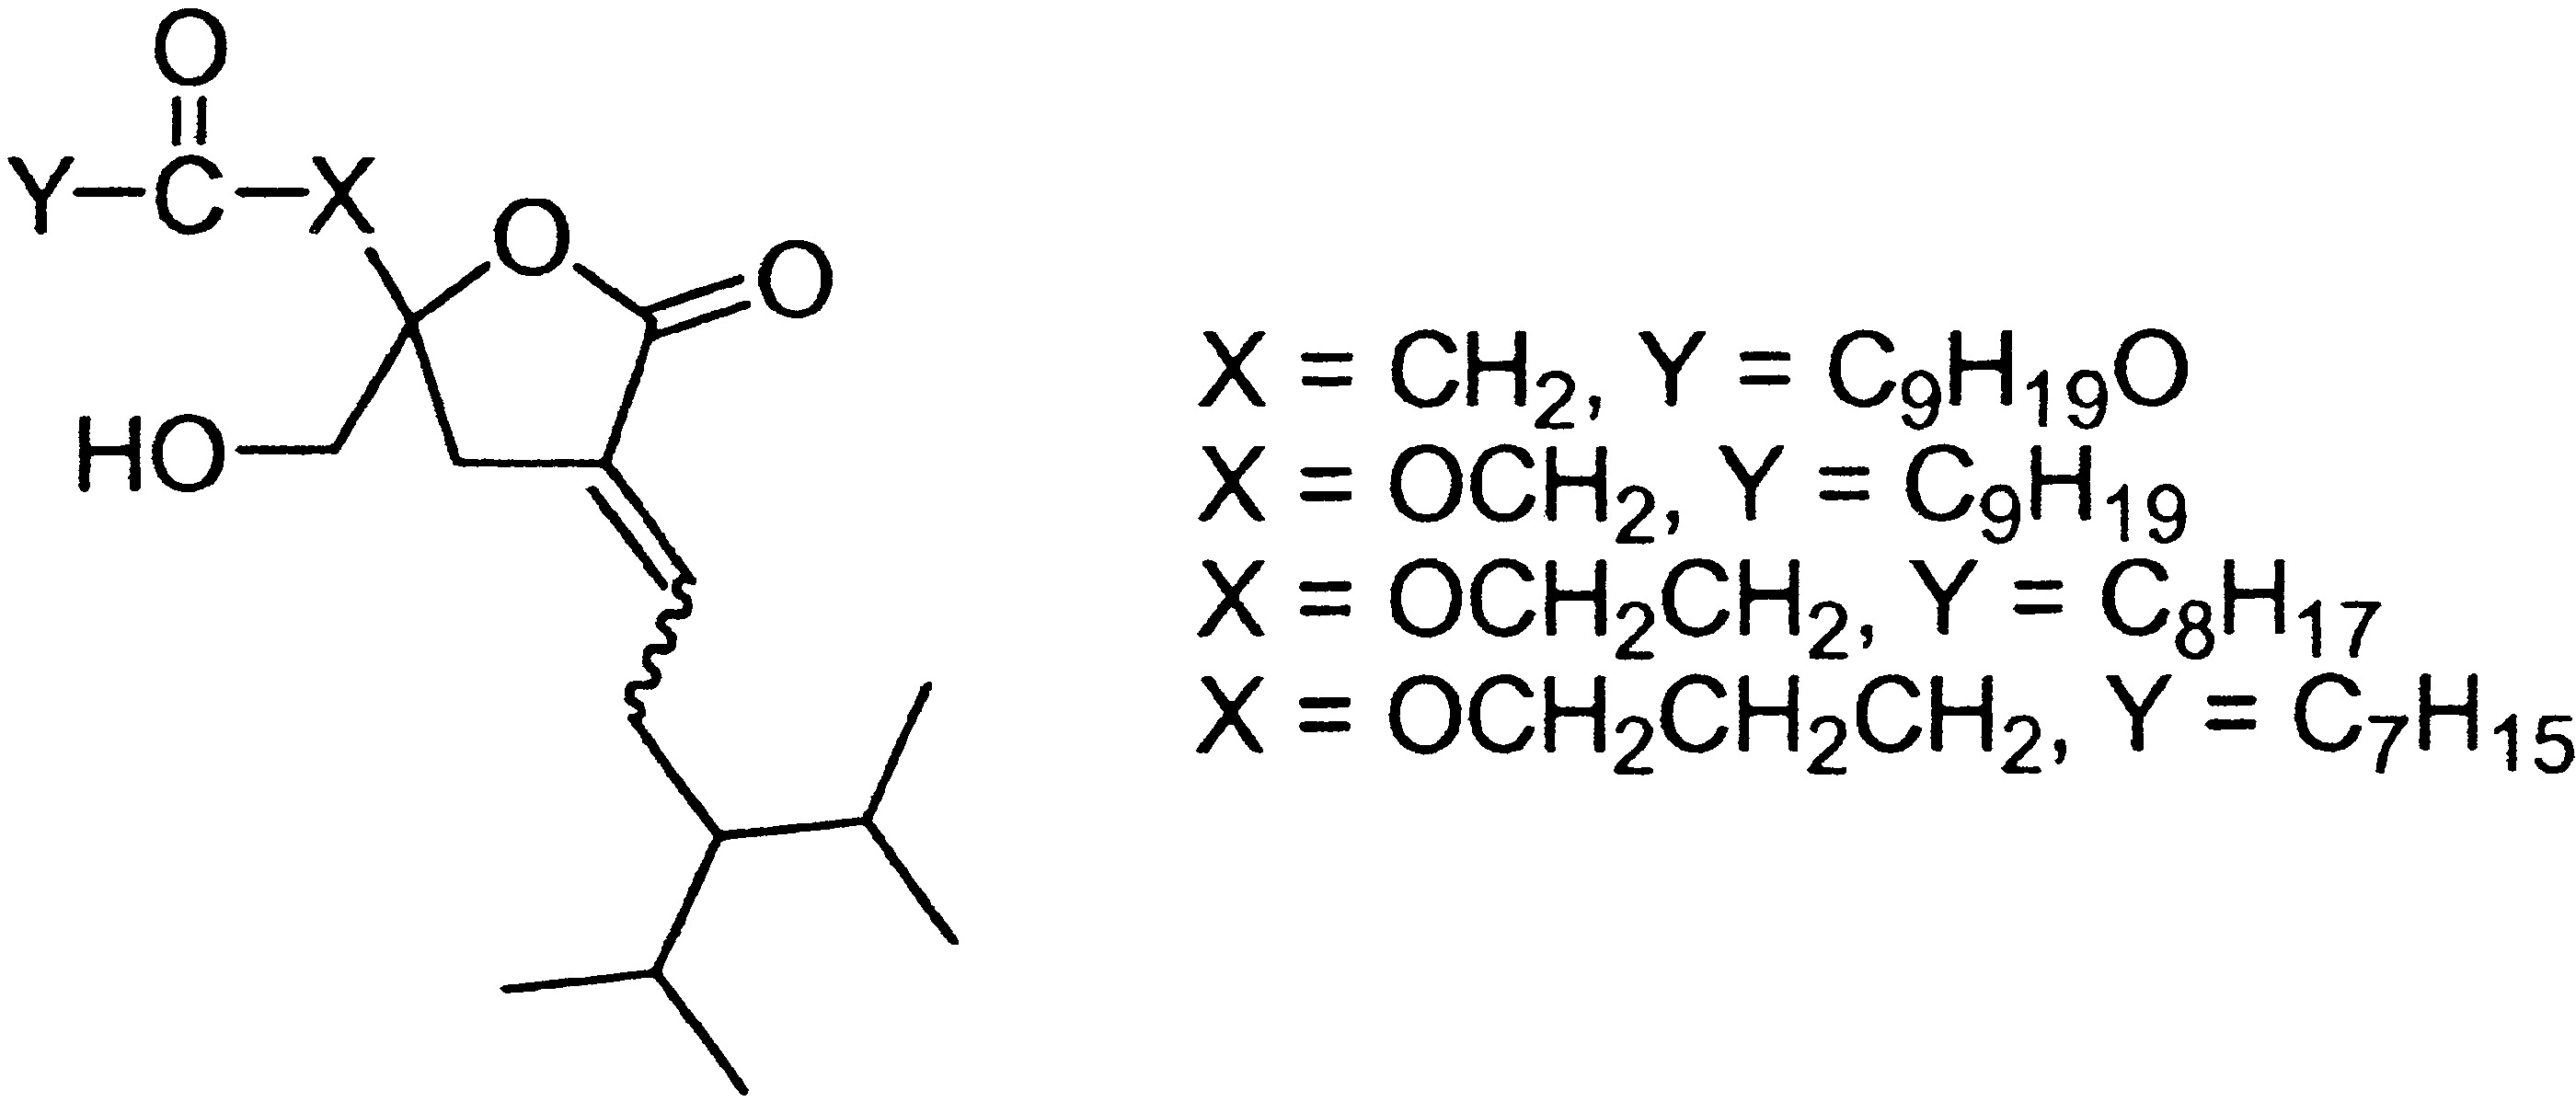 O
Y C X
O
O
HO
X = CH₂, Y = C₉H₁₉O
X = OCH₂, Y = C₉H₁₉
X = OCH₂CH₂, Y = C₈H₁₇
X = OCH₂CH₂CH₂, Y = C₇H₁₅